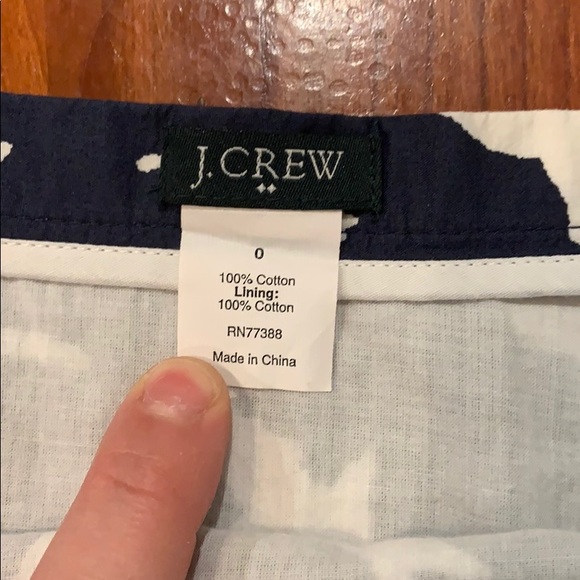 J.CREW
0
100% Cotton
Lining:
100% Cotton
RN77388
Made in China